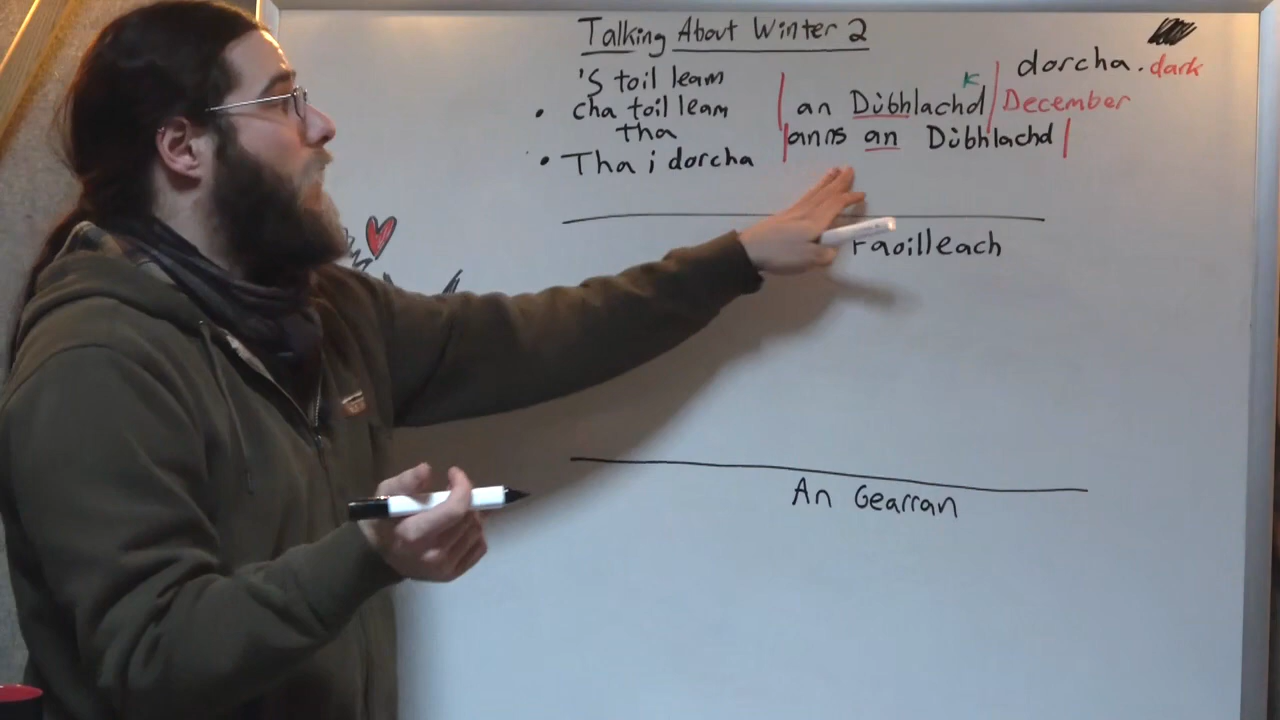 Talking About Winter 2
'S toil leam
cha toil leam
tha
• Tha i dorcha
k
an Dùbhlachd
December
anns an Dùbhlachd
dorcha. dark
Faoilleach
An Gearran